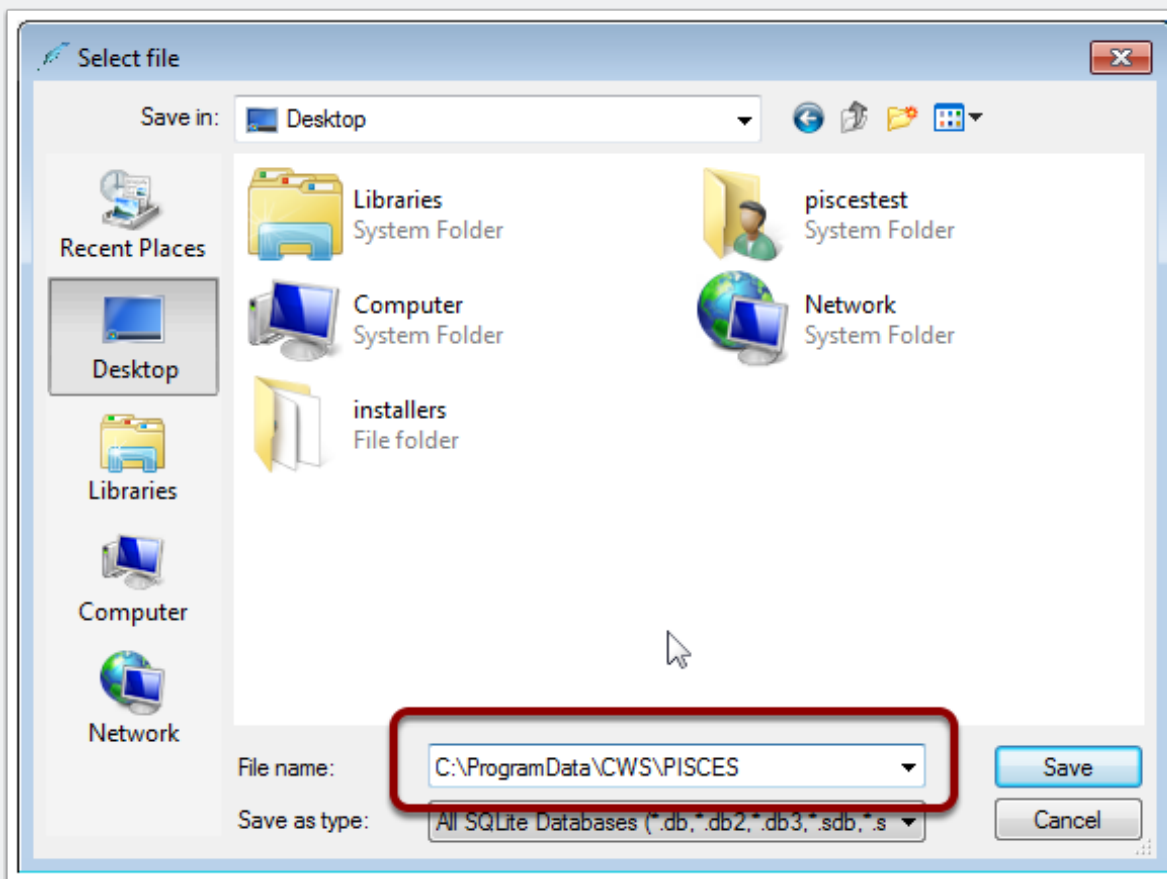 Select file
Save in:
Desktop
Recent Places
Desktop
Libraries
Computer
Network
Libraries
System Folder
piscestest
System Folder
Computer
System Folder
Network
System Folder
installers
File folder
File name:
C:\ProgramData\CWS\PISCES
Save
Save as type:
All SQLite Databases (*.db,*.db2,*.db3,*.sdb,*.s
Cancel